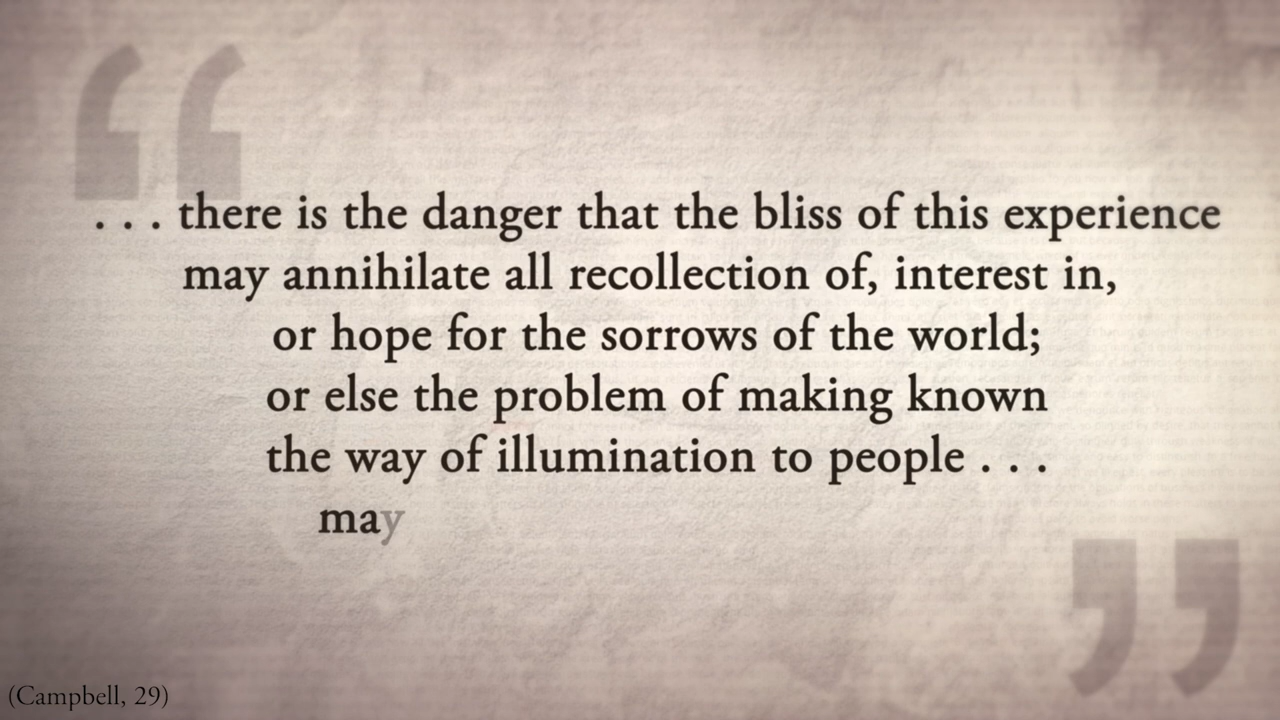 . . . there is the danger that the bliss of this experience
may annihilate all recollection of, interest in,
or hope for the sorrows of the world;
or else the problem of making known
the way of illumination to people . . .
may
(Campbell, 29)